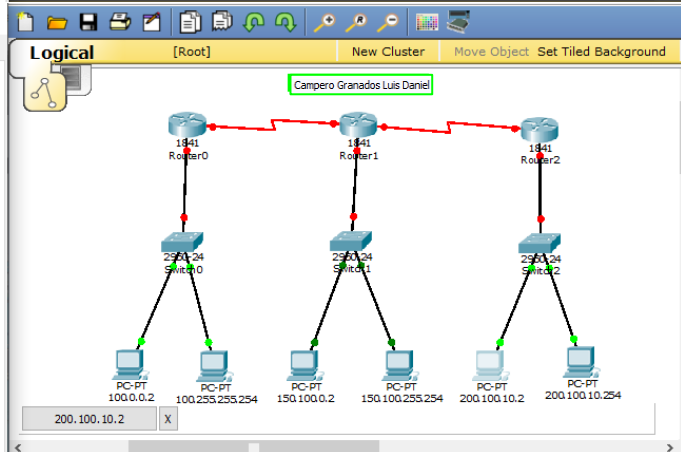 Logical
[Root]
New Cluster
Move Object
Set Tiled Background
Campero Granados Luis Daniel
1841
Router0
1841
Router1
1841
Router2
2950-24
Switch0
2950-24
Switch1
2950-24
Switch2
PC-PT
100.0.0.2
PC-PT
100.255.255.254
PC-PT
150.100.0.2
PC-PT
150.100.255.254
PC-PT
200.100.10.2
PC-PT
200.100.10.254
200.100.10.2
X